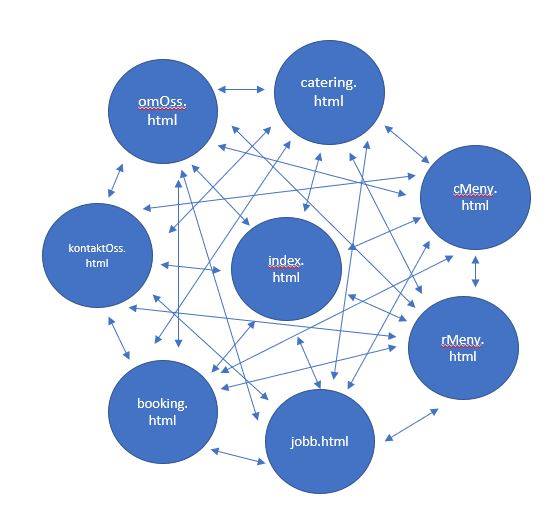 omOss.
html
catering.
html
cMeny.
html
kontaktOss.
html
index.
html
rMeny.
html
booking.
html
jobb.html